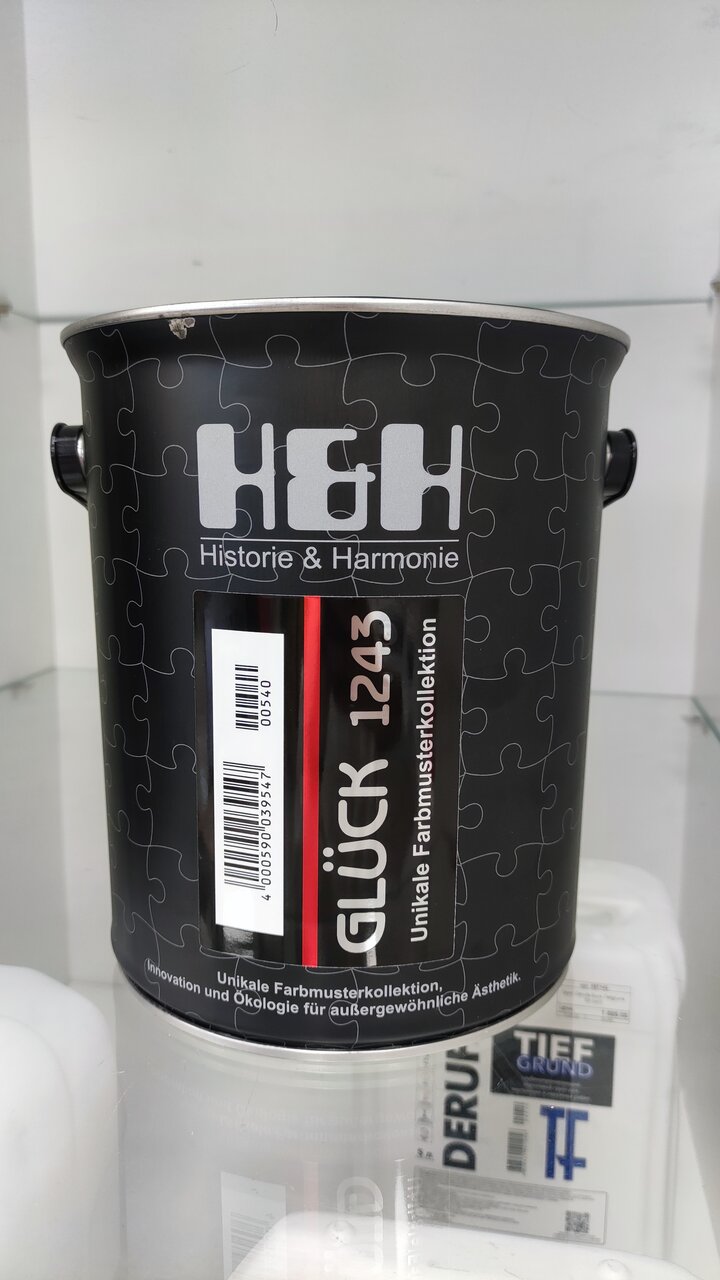 H&H
Historie & Harmonie
GLÜCK 1243
Unikale Farbmusterkollektion
4 000590 039547
00540
Unikale Farbmusterkollektion,
Innovation und Ökologie für außergewöhnliche Ästhetik.
TIEF
GRUND
DERUF
TF